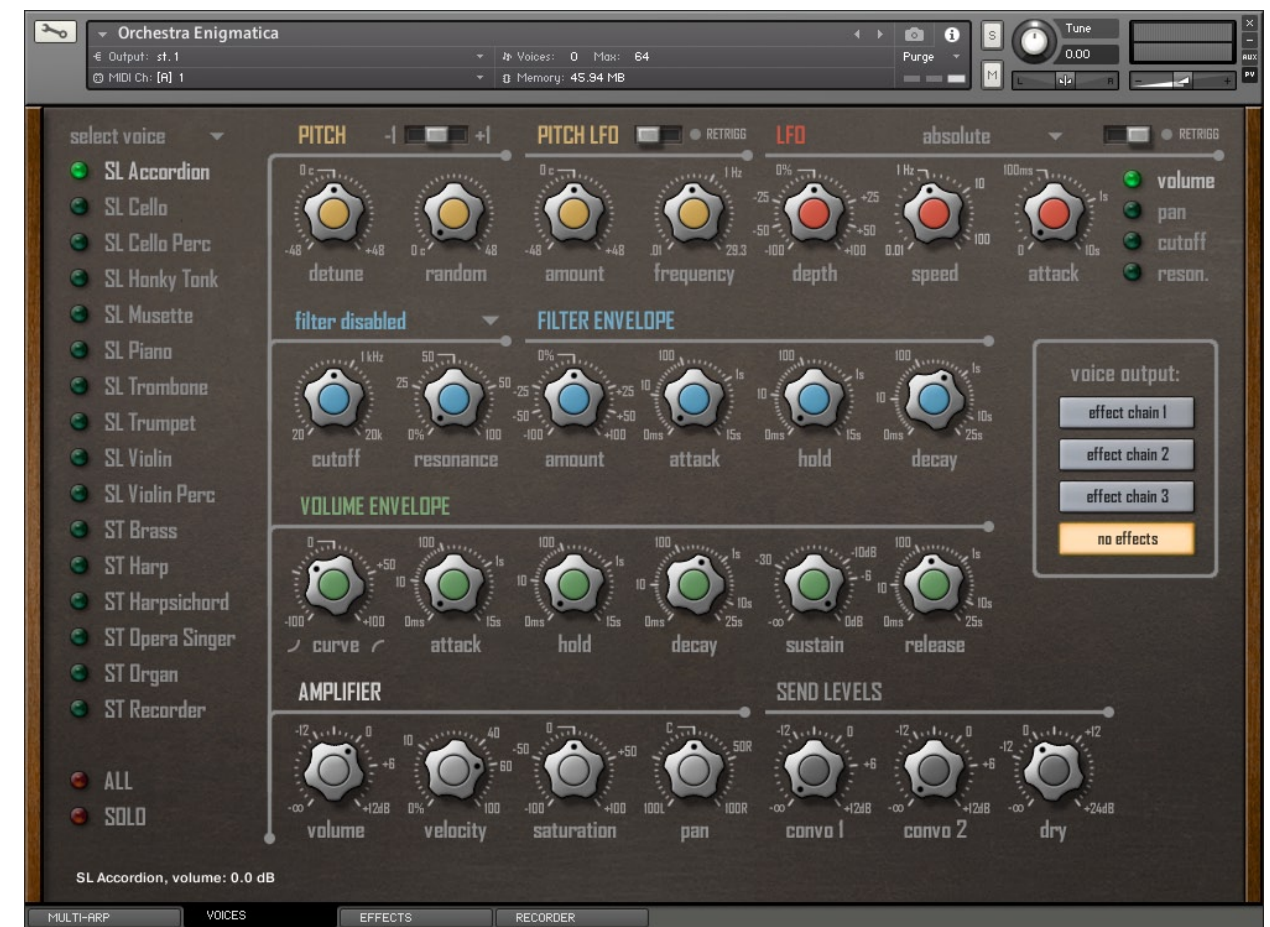 Orchestra Enigmatica
Output: st.1
Voices: 0 Max: 64
Purge
MIDI Ch: [A] 1
Memory: 45.94 MB
S
M
Tune
0.00
L R
- +
×
-
AUX
PV
select voice
SL Accordion
SL Cello
SL Cello Perc
SL Honky Tonk
SL Musette
SL Piano
SL Trombone
SL Trumpet
SL Violin
SL Violin Perc
ST Brass
ST Harp
ST Harpsichord
ST Opera Singer
ST Organ
ST Recorder
ALL
SOLO
PITCH -1 +1
PITCH LFO RETRIGG
LFO absolute RETRIGG
0 c -48 +48 detune
0 c 48 random
0 c -48 +48 amount
1 Hz .01 29.3 frequency
0% -25 +25 -50 +50 -100 +100 depth
1 Hz 10 100 0.01 speed
100ms 1s 0 10s attack
volume
pan
cutoff
reson.
filter disabled
FILTER ENVELOPE
1 kHz 20 20k cutoff
50 25 50 0% 100 resonance
0% -25 +25 -50 +50 -100 +100 amount
100 10 1s 0ms 15s attack
100 10 1s 0ms 15s hold
100 10 1s 10s 0ms 25s decay
voice output:
effect chain 1
effect chain 2
effect chain 3
no effects
VOLUME ENVELOPE
0 +50 -100 +100 curve
100 10 1s 0ms 15s attack
100 10 1s 0ms 15s hold
100 10 1s 10s 0ms 25s decay
-30 -10dB -6 -∞ 0dB sustain
100 10 1s 10s 0ms 25s release
AMPLIFIER
SEND LEVELS
-12 0 +6 -∞ +12dB volume
10 40 60 0% 100 velocity
0 -50 +50 -100 +100 saturation
C 50R 100L 100R pan
-12 0 +6 -∞ +12dB convo 1
-12 0 +6 -∞ +12dB convo 2
0 -12 +12 -∞ +24dB dry
SL Accordion, volume: 0.0 dB
MULTI-ARP
VOICES
EFFECTS
RECORDER